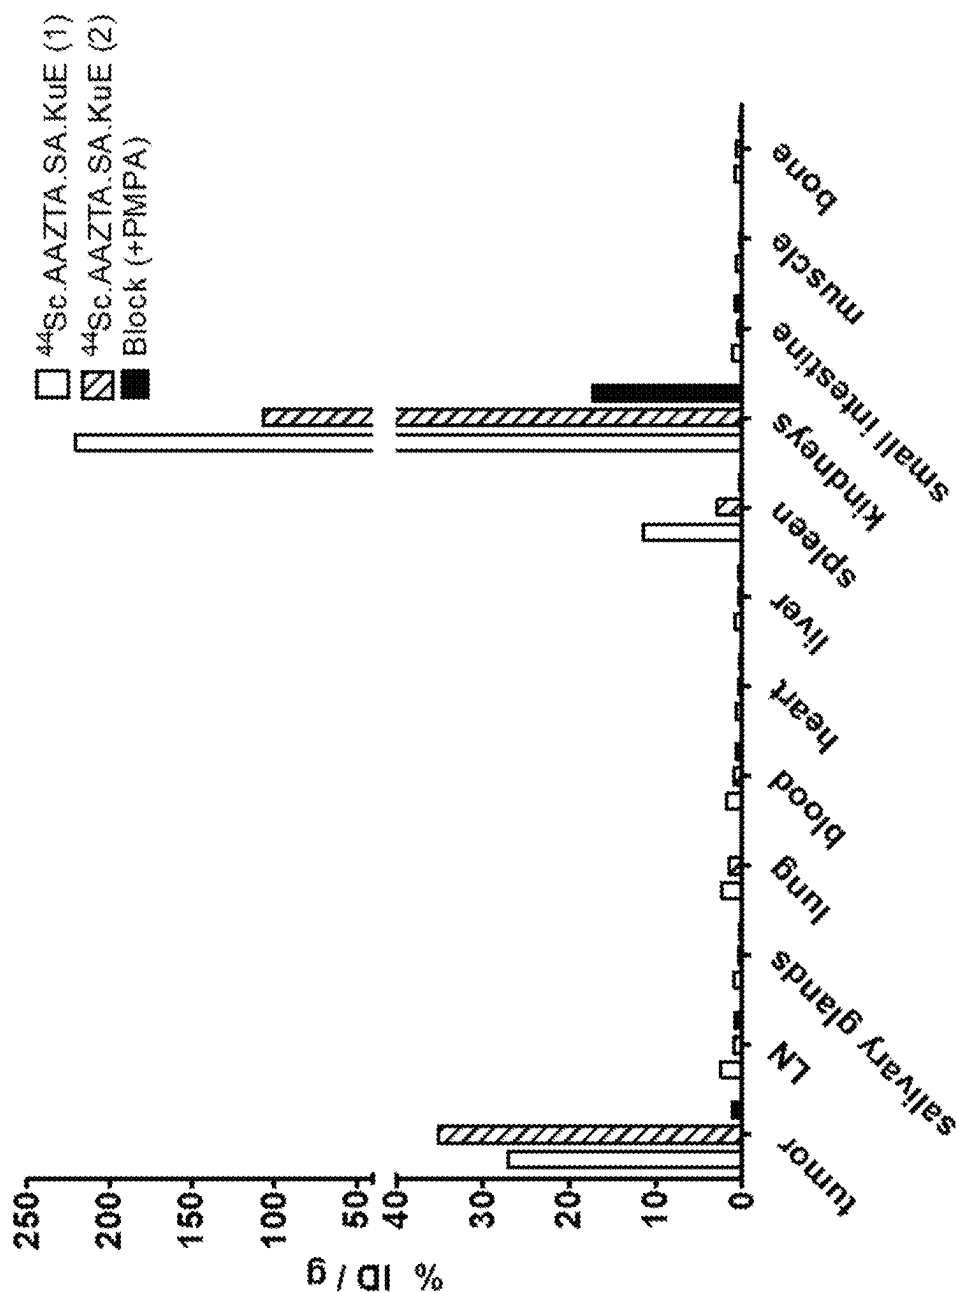 44Sc.AAZTA.SA.KuE (1)
44Sc.AAZTA.SA.KuE (2)
Block (+PMPA)
% ID / g
250
200
150
100
50
40
30
20
10
0
tumor
LN
salivary glands
lung
blood
heart
liver
spleen
kindneys
small intestine
muscle
bone